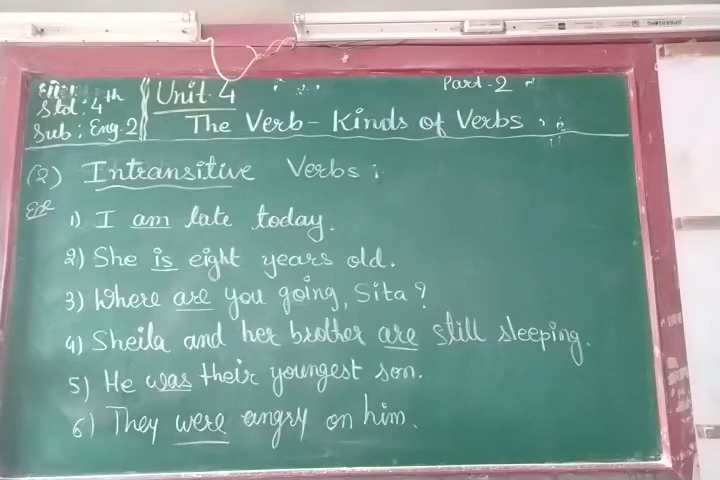 Std : 4th
Sub : Eng-2
Unit. 4
Part-2
The Verb - Kinds of Verbs
(2) Intransitive Verbs :
Ex
1) I am late today.
2) She is eight years old.
3) Where are you going, Sita?
4) Sheila and her brother are still sleeping.
5) He was their youngest son.
6) They were angry on him.